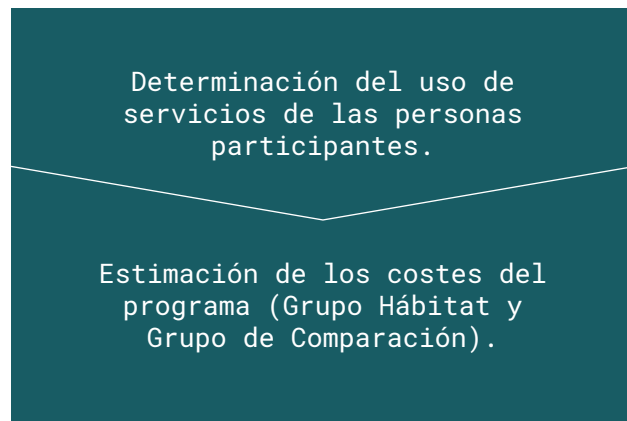 Determinación del uso de
servicios de las personas
participantes.
Estimación de los costes del
programa (Grupo Hábitat y
Grupo de Comparación).